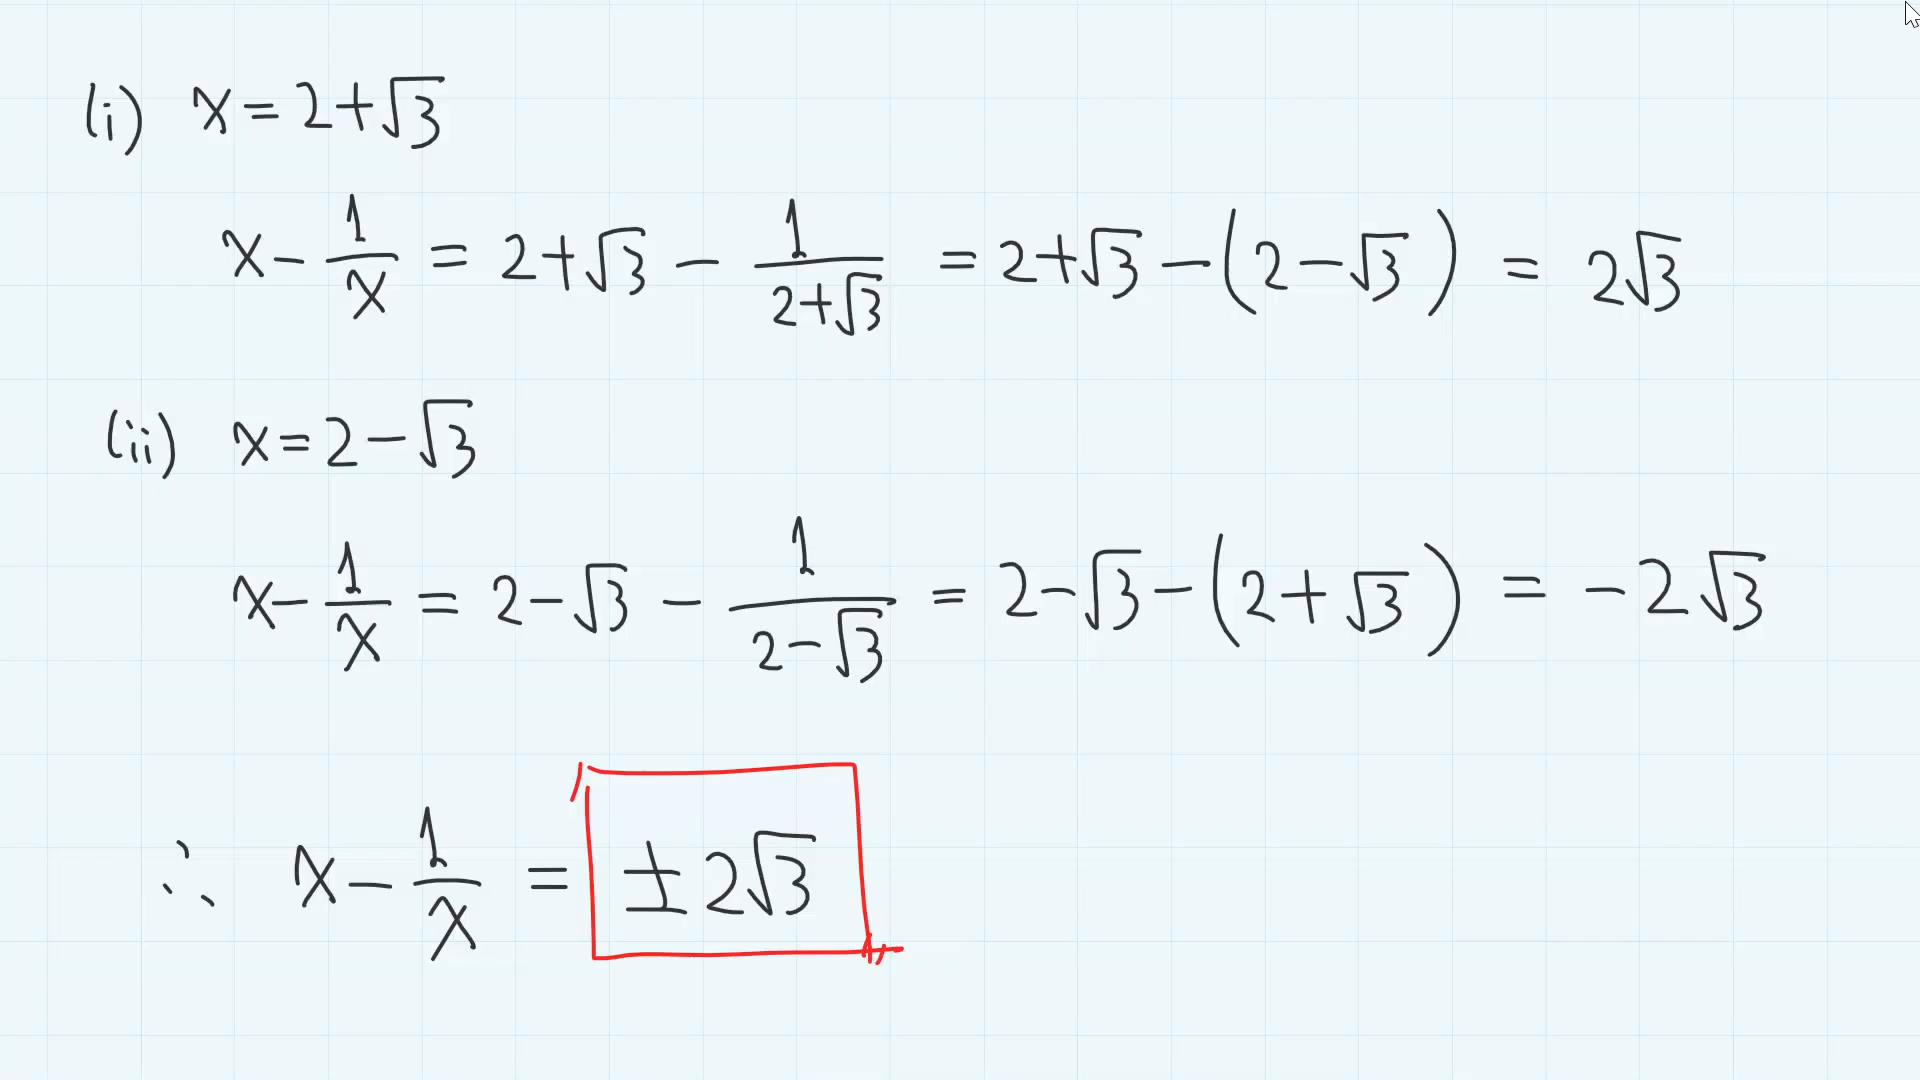 (i) x = 2+√3
x - 1/x = 2+√3 - 1/(2+√3) = 2+√3 - (2-√3) = 2√3
(ii) x = 2-√3
x - 1/x = 2-√3 - 1/(2-√3) = 2-√3 - (2+√3) = -2√3
∴ x - 1/x = ±2√3